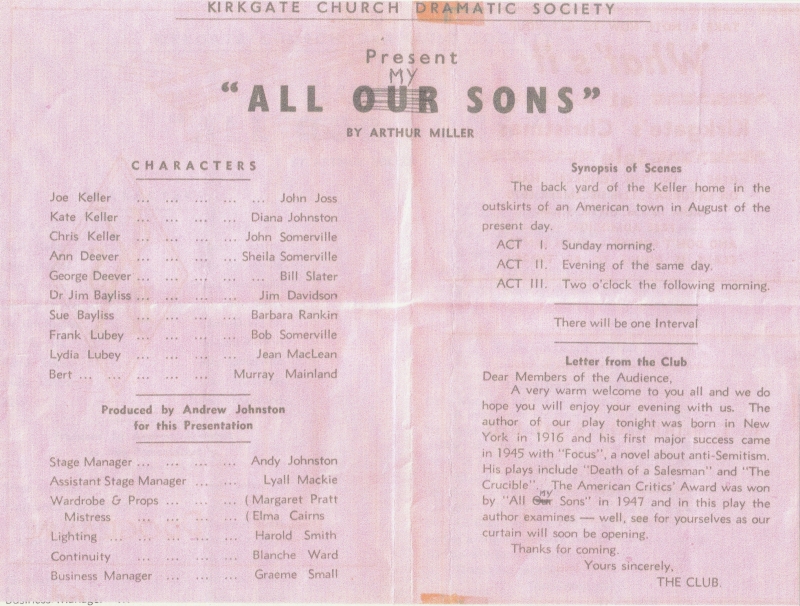 KIRKGATE CHURCH DRAMATIC SOCIETY
Present
MY
"ALL OUR SONS"
BY ARTHUR MILLER
CHARACTERS
Joe Keller ... ... ... ... ... John Joss
Kate Keller ... ... ... ... Diana Johnston
Chris Keller ... ... ... ... John Somerville
Ann Deever ... ... ... ... Sheila Somerville
George Deever ... ... ... ... ... Bill Slater
Dr Jim Bayliss ... ... ... ... Jim Davidson
Sue Bayliss ... ... ... ... Barbara Rankin
Frank Lubey ... ... ... ... Bob Somerville
Lydia Lubey ... ... ... ... Jean MacLean
Bert ... ... ... ... ... Murray Mainland
Produced by Andrew Johnston
for this Presentation
Stage Manager ... ... ... ... Andy Johnston
Assistant Stage Manager ... ... Lyall Mackie
Wardrobe & Props ... ... ... (Margaret Pratt
Mistress ... ... ... ... (Elma Cairns
Lighting ... ... ... ... ... Harold Smith
Continuity ... ... ... ... Blanche Ward
Business Manager ... ... ... Graeme Small
Synopsis of Scenes
The back yard of the Keller home in the
outskirts of an American town in August of the
present day.
ACT I. Sunday morning.
ACT II. Evening of the same day.
ACT III. Two o'clock the following morning.
There will be one Interval
Letter from the Club
Dear Members of the Audience,
A very warm welcome to you all and we do
hope you will enjoy your evening with us. The
author of our play tonight was born in New
York in 1916 and his first major success came
in 1945 with "Focus", a novel about anti-Semitism.
His plays include "Death of a Salesman" and "The
Crucible". The American Critics' Award was won
my
by "All Our Sons" in 1947 and in this play the
author examines — well, see for yourselves as our
curtain will soon be opening.
Thanks for coming.
Yours sincerely,
THE CLUB.